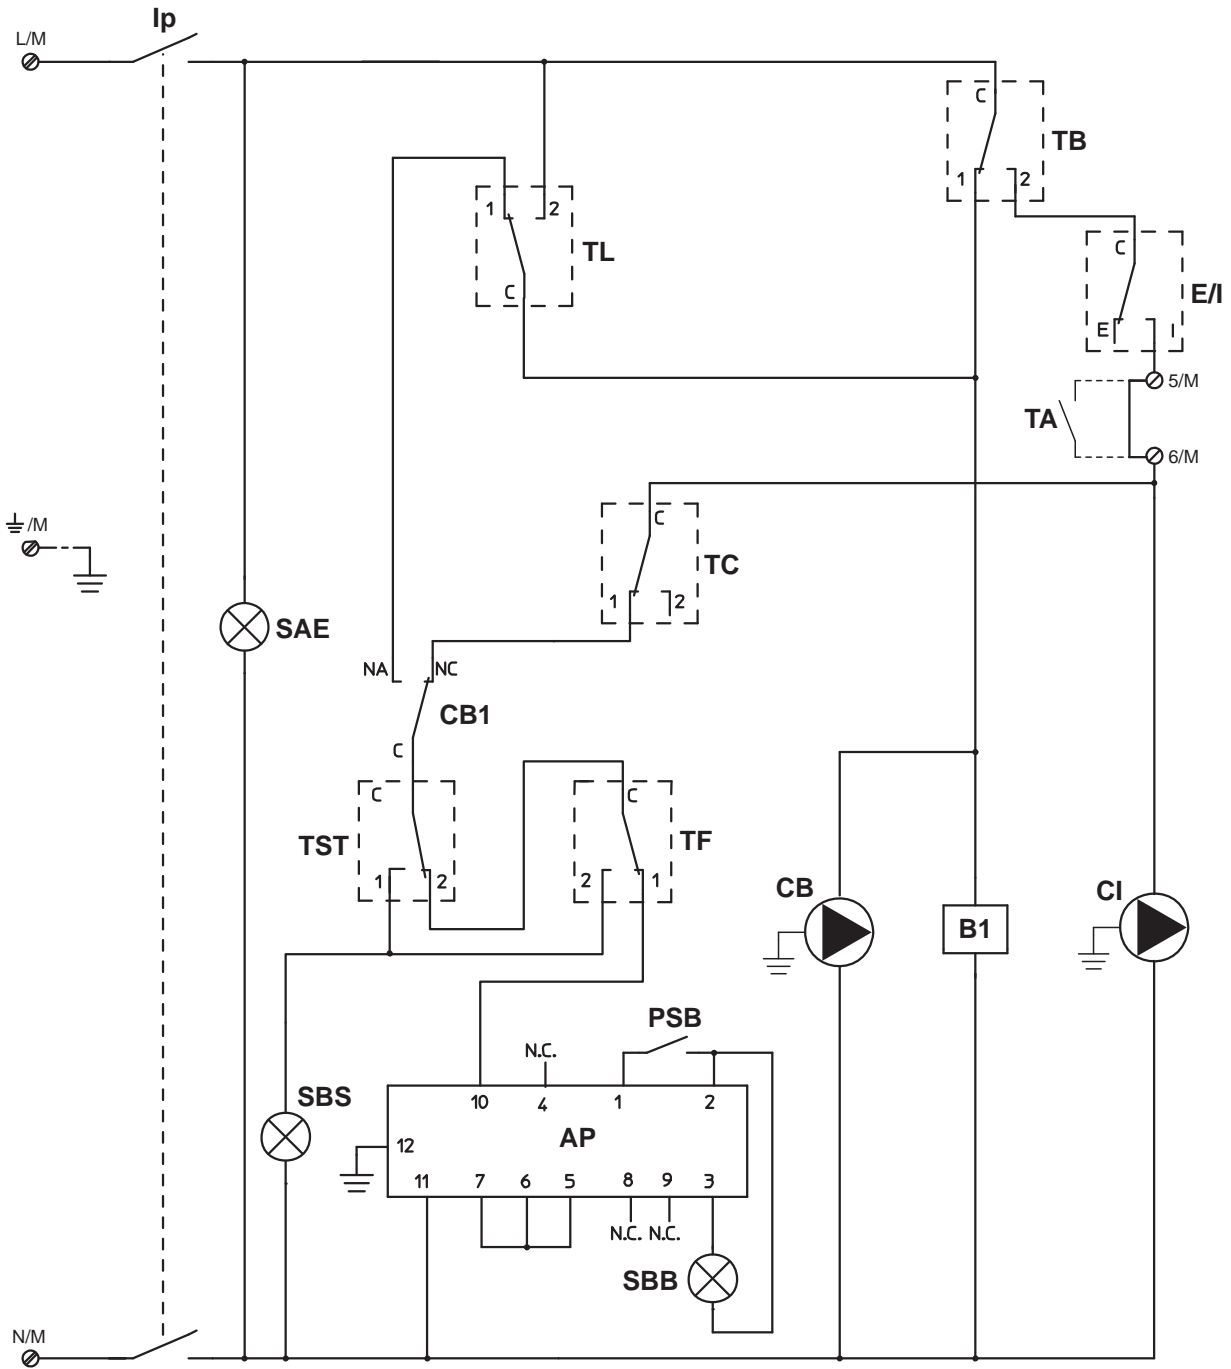 Ip
L/M
C
TB
1 2
1 2
TL
C
C
E/I
E I
5/M
TA
6/M
C
⏚/M
TC
1 2
SAE
NA NC
CB1
C
C
C
TST
TF
1 2
2 1
CB
CI
B1
PSB
N.C.
SBS
10 4 1 2
AP
12
11 7 6 5 8 9 3
N.C. N.C.
SBB
N/M